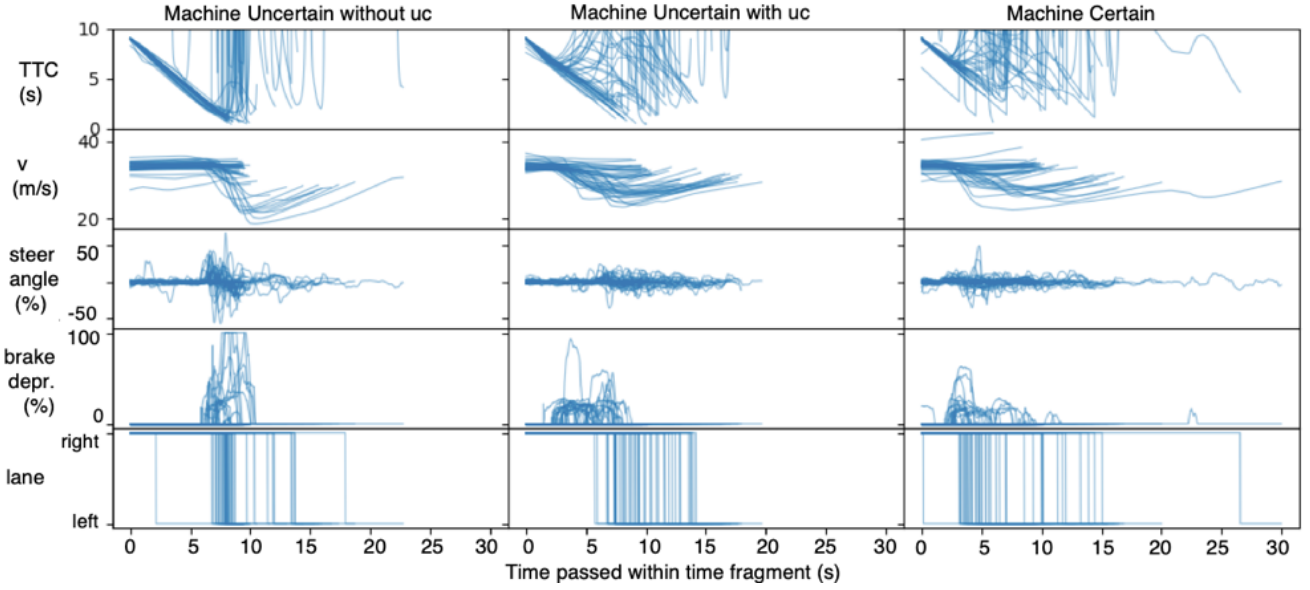 Machine Uncertain without uc Machine Uncertain with uc Machine Certain
10
TTC
(s)
5
0
40
v
(m/s)
20
steer
angle
(%)
50
-50
100
brake
depr.
(%)
0
right
lane
left
0 5 10 15 20 25 30 0 5 10 15 20 25 30 0 5 10 15 20 25 30
Time passed within time fragment (s)